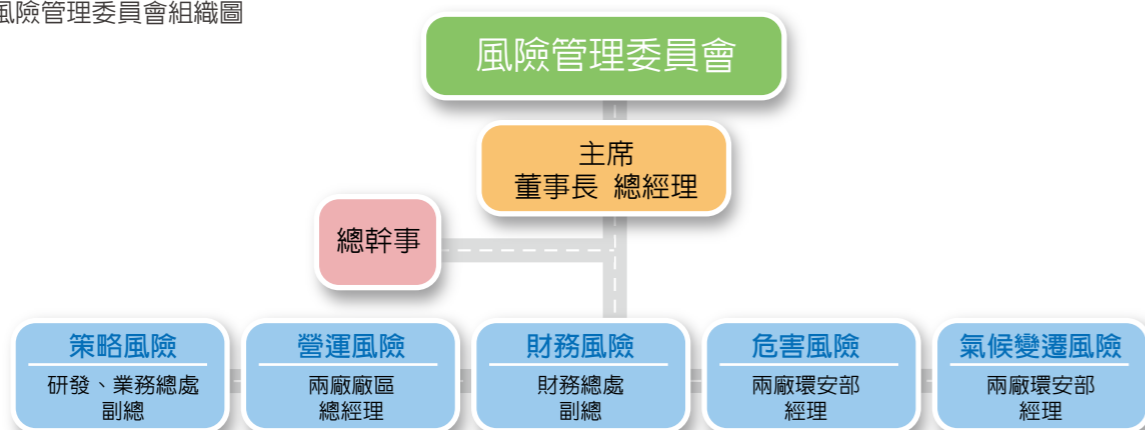 風險管理委員會組織圖
風險管理委員會
主席
董事長 總經理
總幹事
策略風險
研發、業務總處
副總
營運風險
兩廠廠區
總經理
財務風險
財務總處
副總
危害風險
兩廠環安部
經理
氣候變遷風險
兩廠環安部
經理